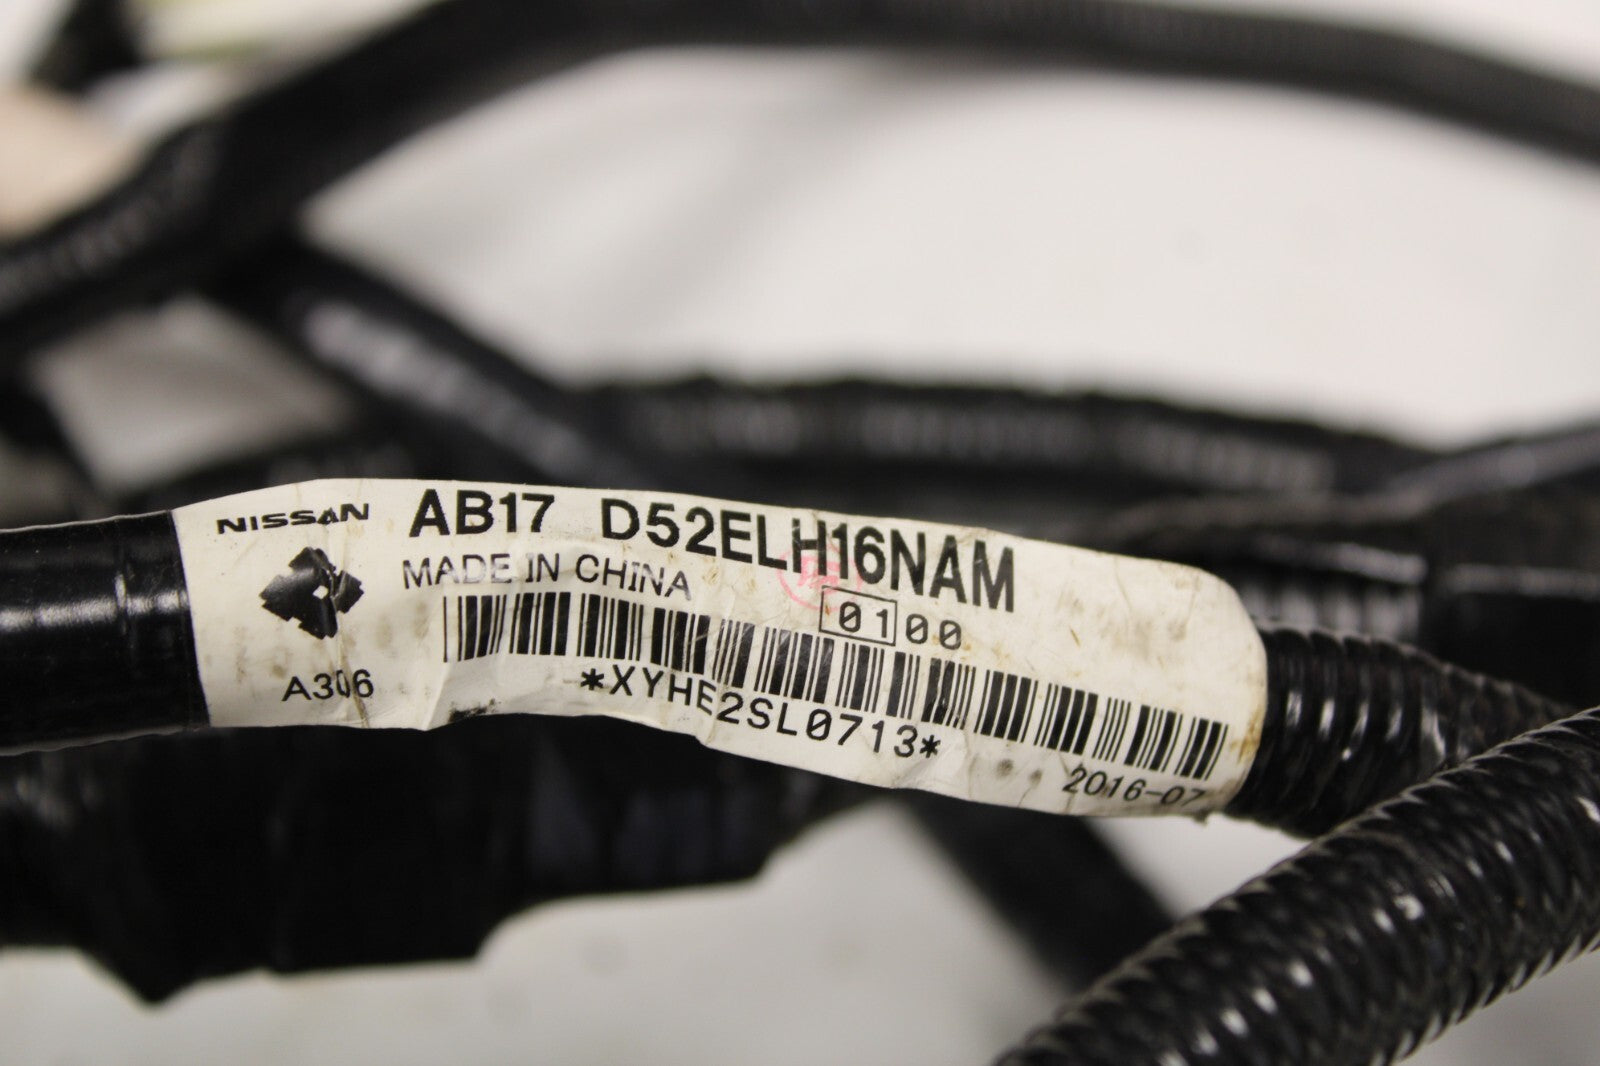 NISSAN AB17 D52ELH16NAM
MADE IN CHINA
0100
A306
*XYHE2SL0713*
2016-07